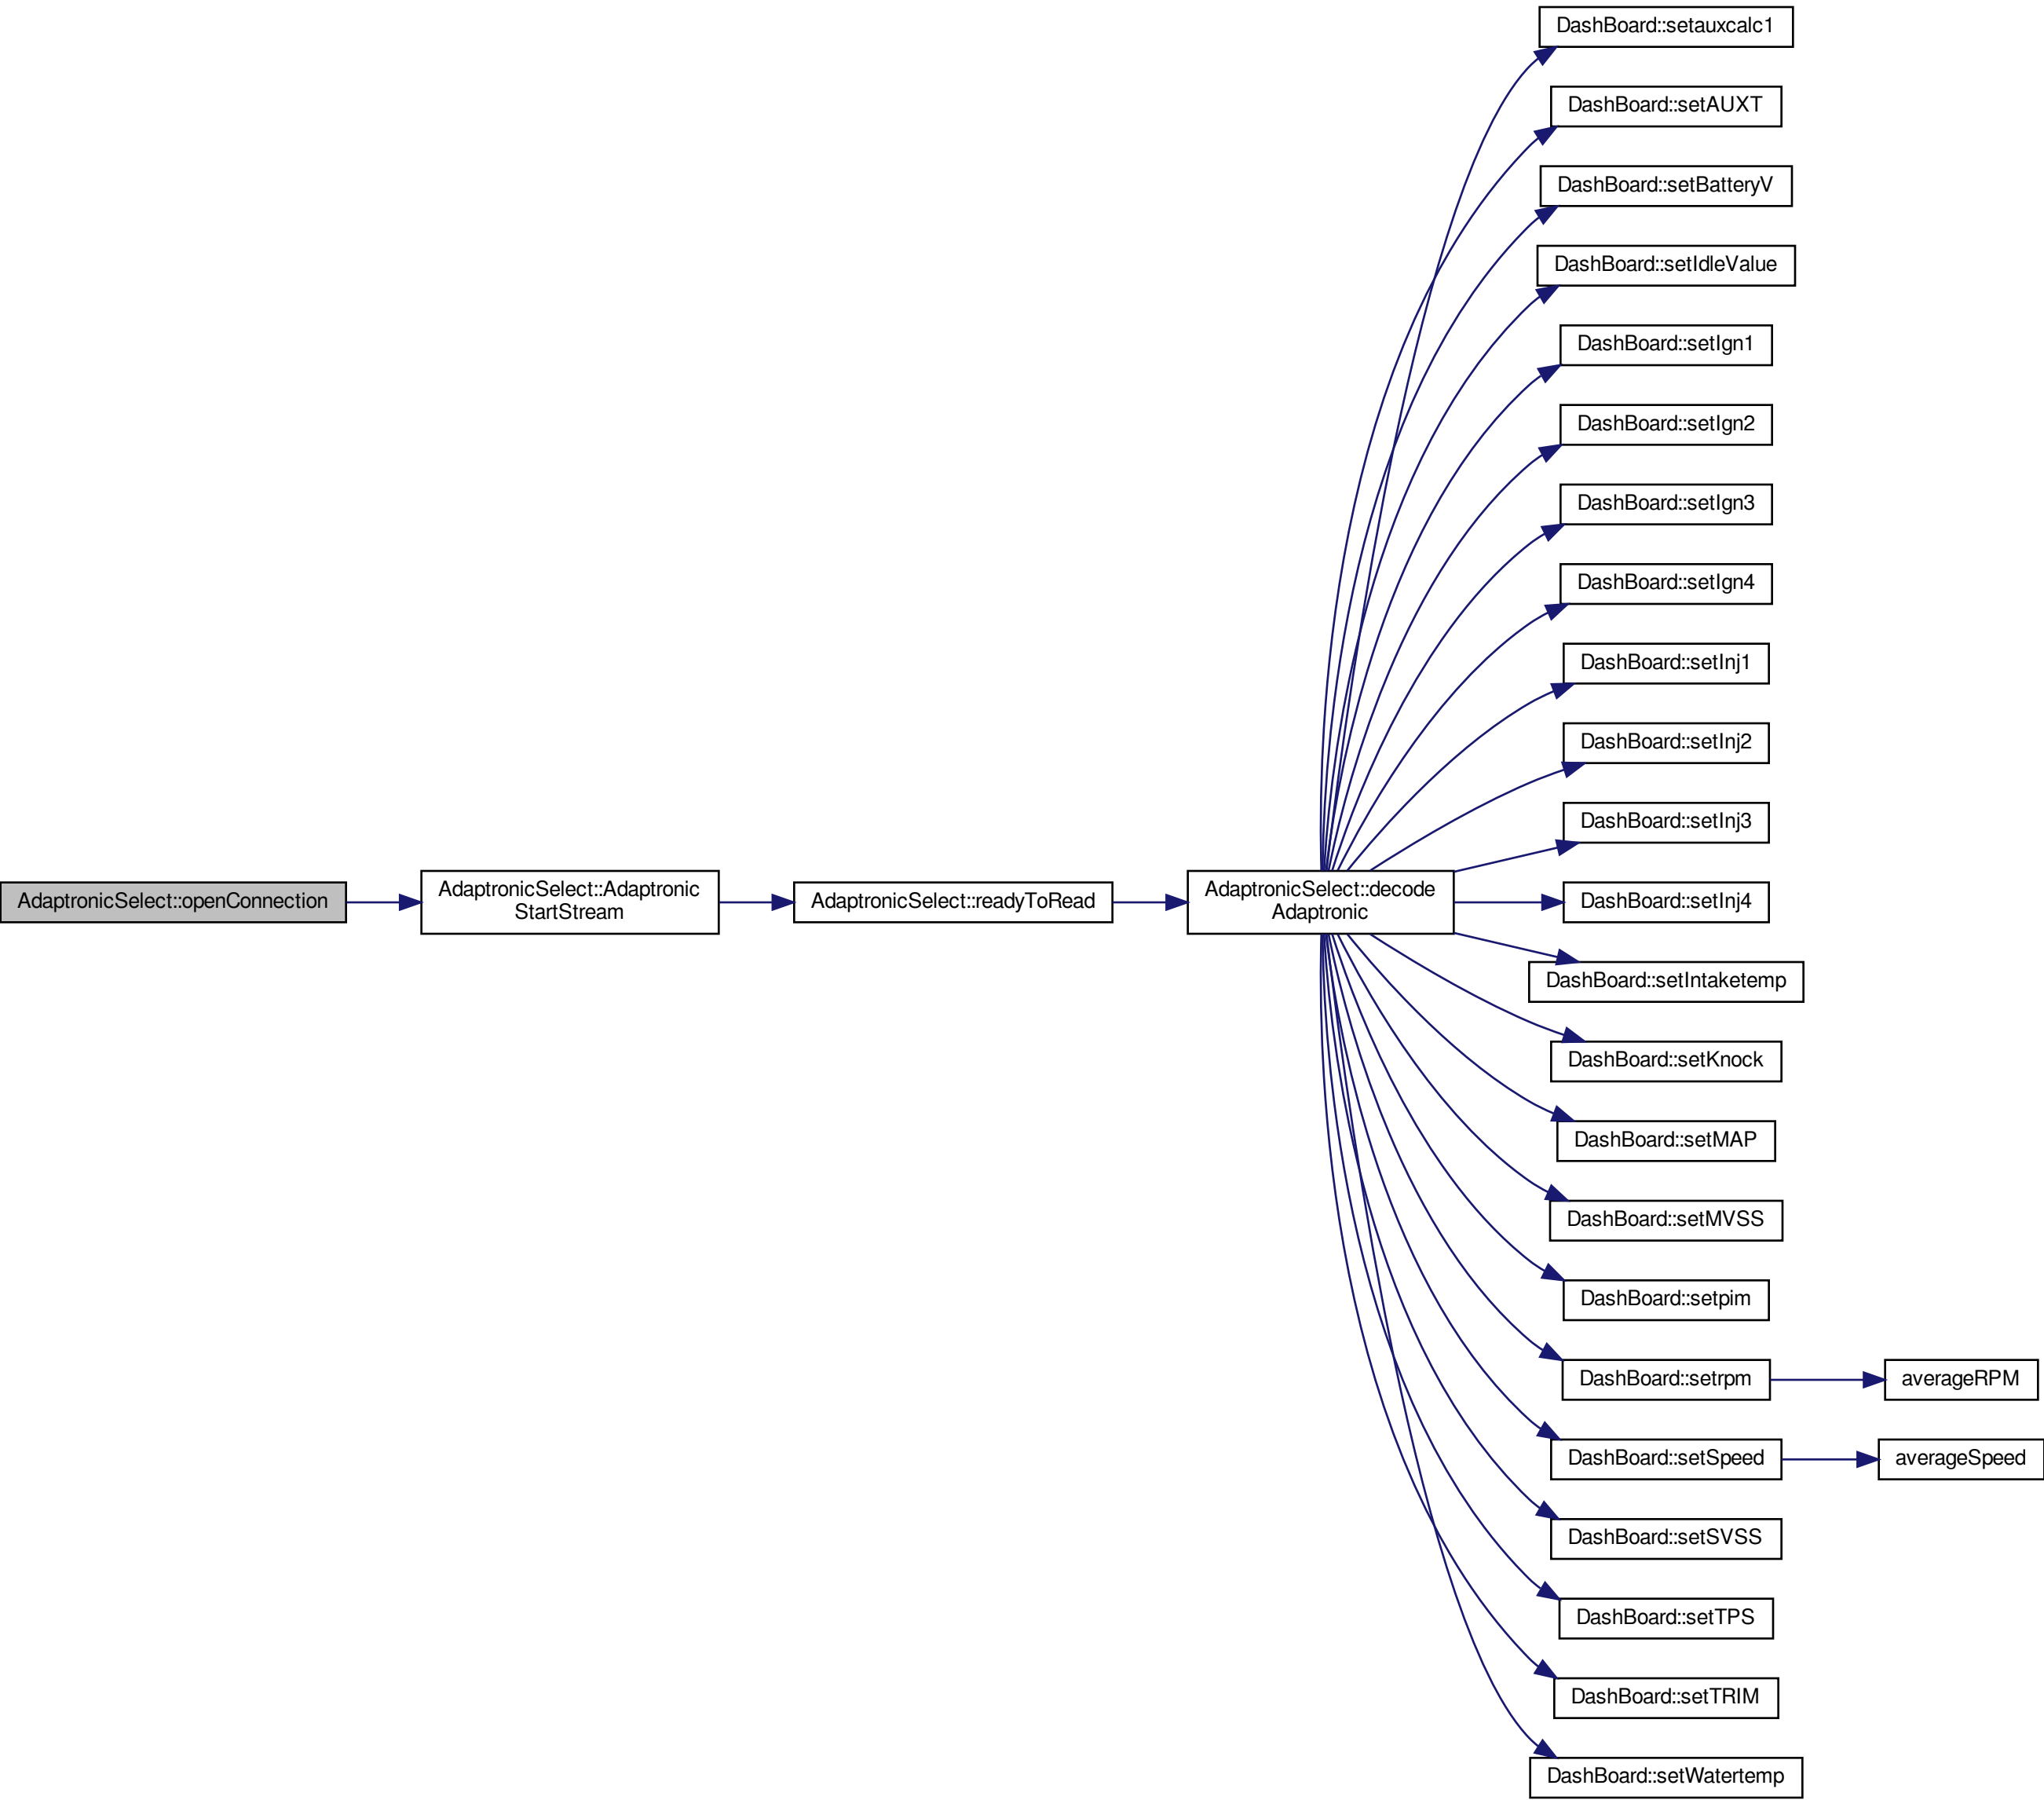 AdaptronicSelect::openConnection
AdaptronicSelect::Adaptronic
StartStream
AdaptronicSelect::readyToRead
AdaptronicSelect::decode
Adaptronic
DashBoard::setauxcalc1
DashBoard::setAUXT
DashBoard::setBatteryV
DashBoard::setIdleValue
DashBoard::setIgn1
DashBoard::setIgn2
DashBoard::setIgn3
DashBoard::setIgn4
DashBoard::setInj1
DashBoard::setInj2
DashBoard::setInj3
DashBoard::setInj4
DashBoard::setIntaketemp
DashBoard::setKnock
DashBoard::setMAP
DashBoard::setMVSS
DashBoard::setpim
DashBoard::setrpm
averageRPM
DashBoard::setSpeed
averageSpeed
DashBoard::setSVSS
DashBoard::setTPS
DashBoard::setTRIM
DashBoard::setWatertemp